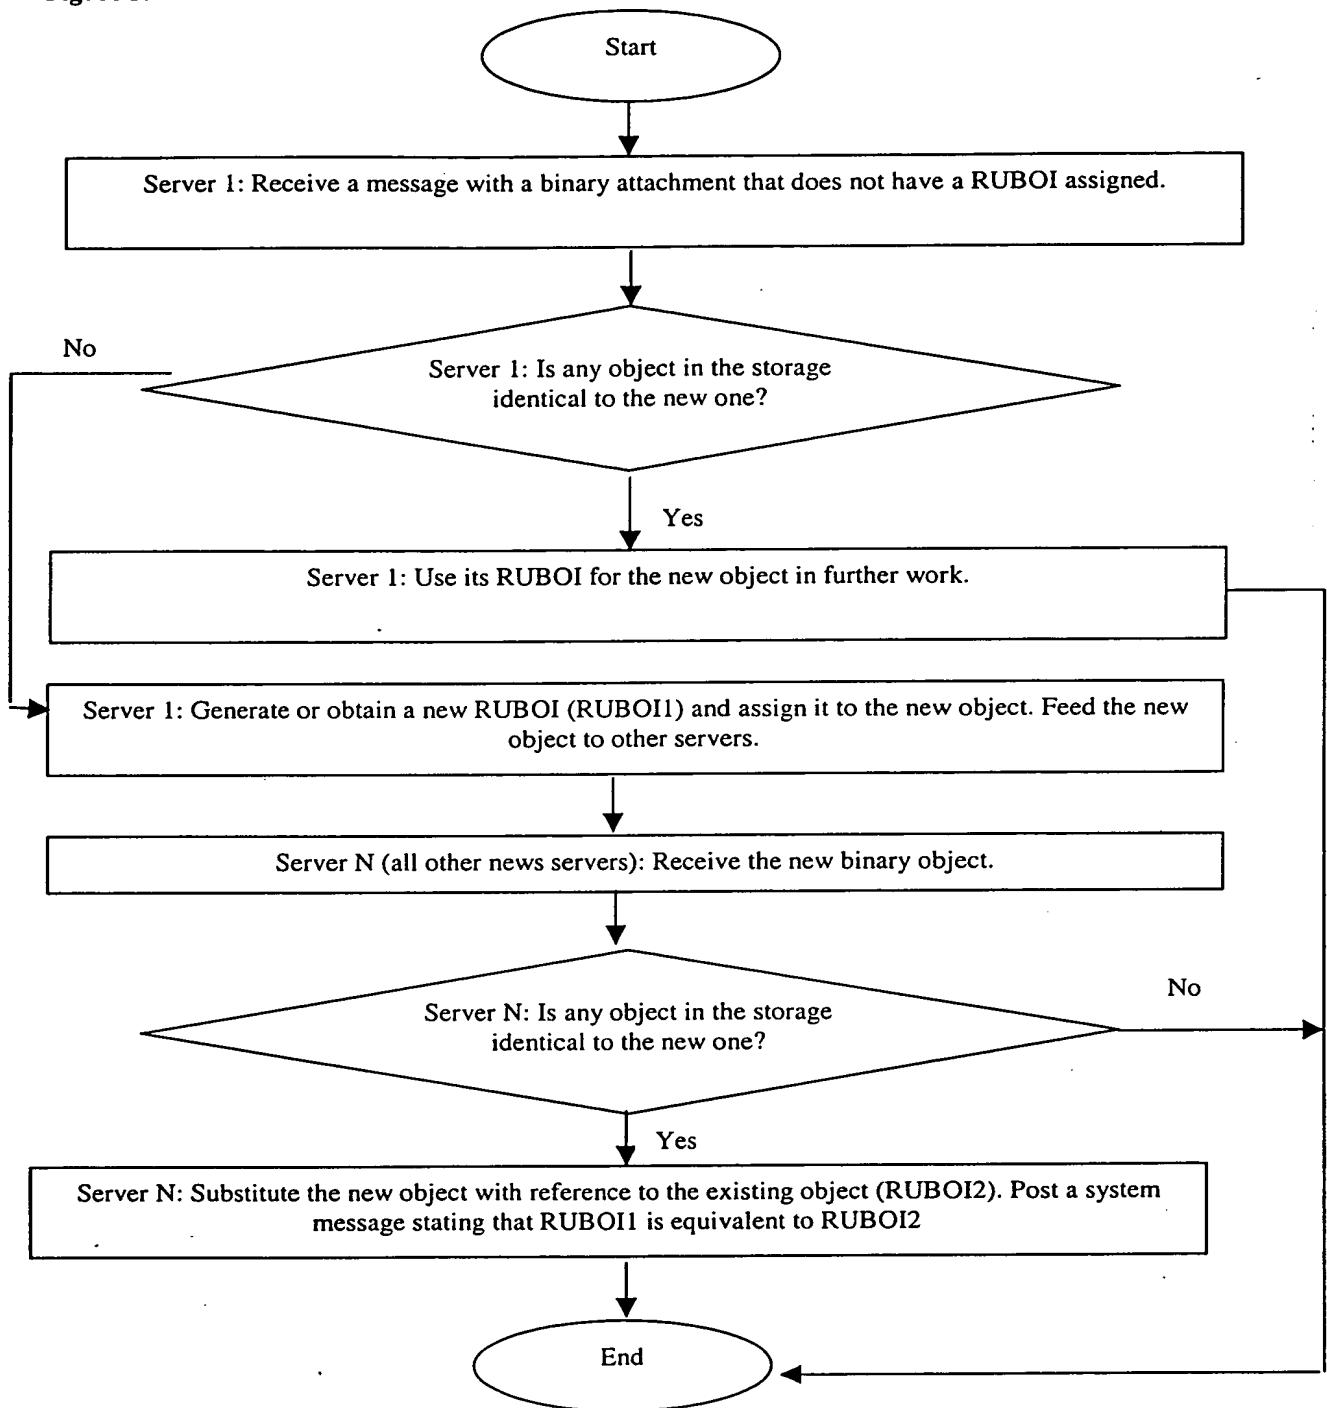 Start
Server 1: Receive a message with a binary attachment that does not have a RUBOI assigned.
No
Server 1: Is any object in the storage
identical to the new one?
Yes
Server 1: Use its RUBOI for the new object in further work.
Server 1: Generate or obtain a new RUBOI (RUBOI1) and assign it to the new object. Feed the new
object to other servers.
Server N (all other news servers): Receive the new binary object.
No
Server N: Is any object in the storage
identical to the new one?
Yes
Server N: Substitute the new object with reference to the existing object (RUBOI2). Post a system
message stating that RUBOI1 is equivalent to RUBOI2
End